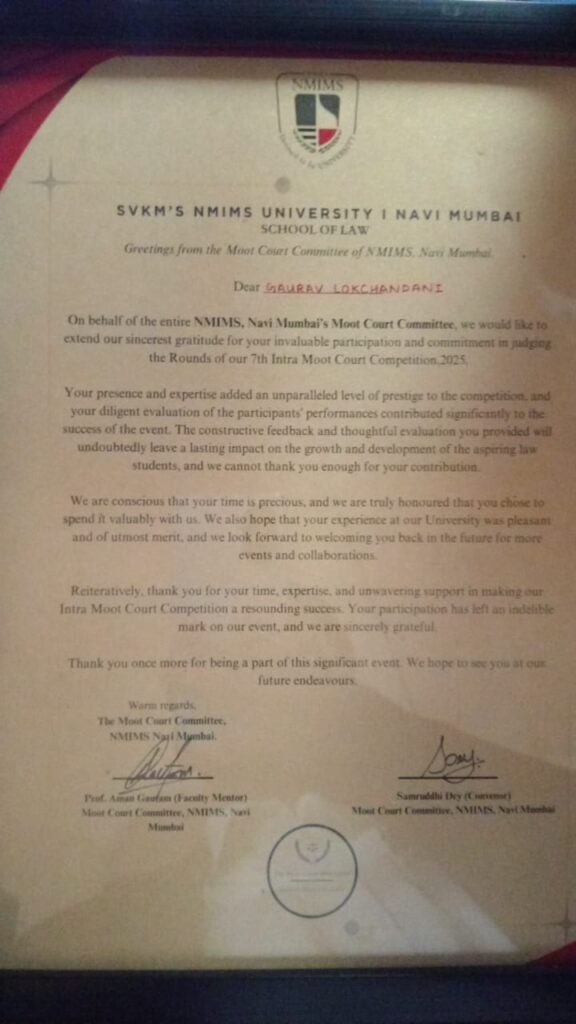 NMIMS
SVKM'S NMIMS UNIVERSITY | NAVI MUMBAI
SCHOOL OF LAW
Greetings from the Moot Court Committee of NMIMS, Navi Mumbai.
Dear GAURAV LOKCHANDANI
On behalf of the entire NMIMS, Navi Mumbai's Moot Court Committee, we would like to
extend our sincerest gratitude for your invaluable participation and commitment in judging
the Rounds of our 7th Intra Moot Court Competition,2025.
Your presence and expertise added an unparalleled level of prestige to the competition, and
your diligent evaluation of the participants' performances contributed significantly to the
success of the event. The constructive feedback and thoughtful evaluation you provided will
undoubtedly leave a lasting impact on the growth and development of the aspiring law
students, and we cannot thank you enough for your contribution.
We are conscious that your time is precious, and we are truly honoured that you chose to
spend it valuably with us. We also hope that your experience at our University was pleasant
and of utmost merit, and we look forward to welcoming you back in the future for more
events and collaborations.
Reiteratively, thank you for your time, expertise, and unwavering support in making our
Intra Moot Court Competition a resounding success. Your participation has left an indelible
mark on our event, and we are sincerely grateful.
Thank you once more for being a part of this significant event. We hope to see you at our
future endeavours.
Warm regards,
The Moot Court Committee,
NMIMS Navi Mumbai.
Prof. Aman Gautam (Faculty Mentor)
Moot Court Committee, NMIMS, Navi
Mumbai
Samruddhi Dey (Convenor)
Moot Court Committee, NMIMS, Navi Mumbai